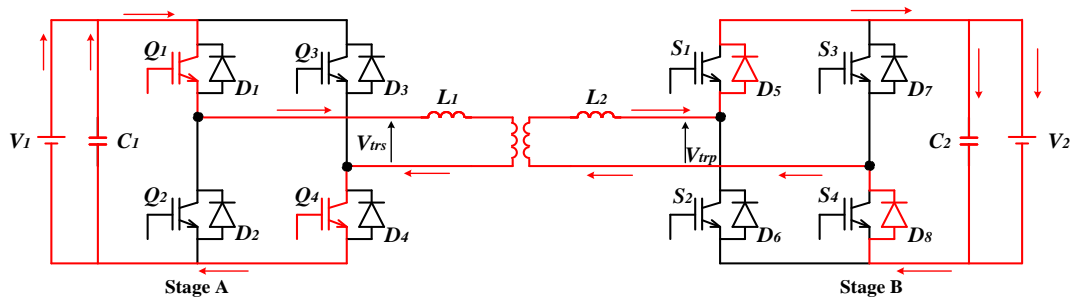 Q1
Q3
S1
S3
D1
D3
D5
D7
L1
L2
V1
C1
Vtrs
Vtrp
C2
V2
Q2
Q4
S2
S4
D2
D4
D6
D8
Stage A
Stage B